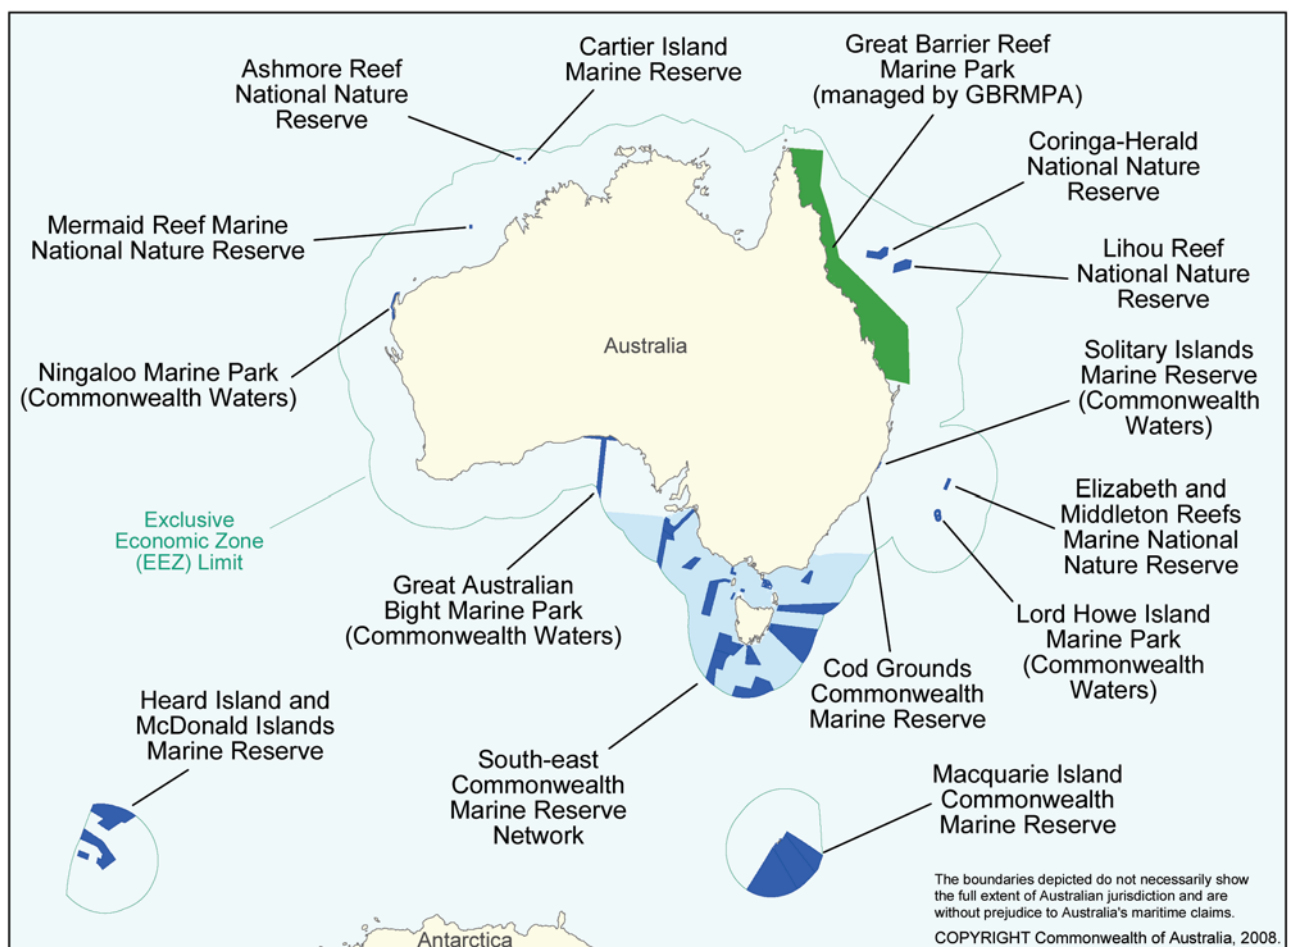 Cartier Island
Marine Reserve
Great Barrier Reef
Marine Park
(managed by GBRMPA)
Ashmore Reef
National Nature
Reserve
Coringa-Herald
National Nature
Reserve
Mermaid Reef Marine
National Nature Reserve
Lihou Reef
National Nature
Reserve
Australia
Solitary Islands
Marine Reserve
(Commonwealth
Waters)
Ningaloo Marine Park
(Commonwealth Waters)
Elizabeth and
Middleton Reefs
Marine National
Nature Reserve
Exclusive
Economic Zone
(EEZ) Limit
Great Australian
Bight Marine Park
(Commonwealth Waters)
Lord Howe Island
Marine Park
(Commonwealth
Waters)
Cod Grounds
Commonwealth
Marine Reserve
Heard Island and
McDonald Islands
Marine Reserve
South-east
Commonwealth
Marine Reserve
Network
Macquarie Island
Commonwealth
Marine Reserve
The boundaries depicted do not necessarily show
the full extent of Australian jurisdiction and are
without prejudice to Australia's maritime claims.
COPYRIGHT Commonwealth of Australia, 2008.
Antarctica